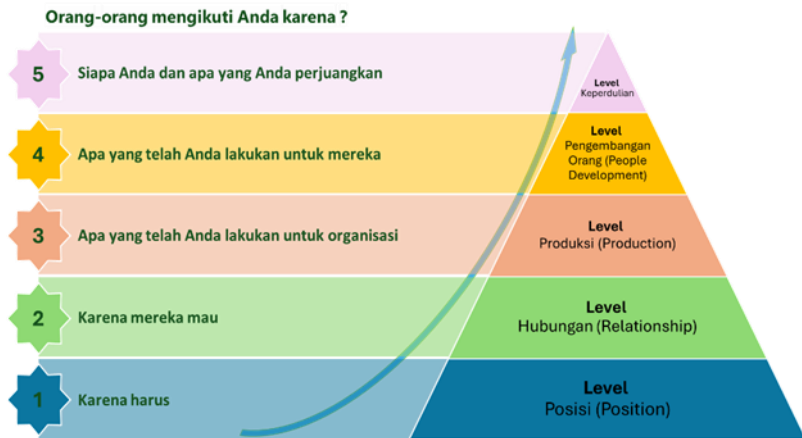 Orang-orang mengikuti Anda karena ?
5
Siapa Anda dan apa yang Anda perjuangkan
Level
Keperdulian
4
Apa yang telah Anda lakukan untuk mereka
Level
Pengembangan
Orang (People
Development)
3
Apa yang telah Anda lakukan untuk organisasi
Level
Produksi (Production)
2
Karena mereka mau
Level
Hubungan (Relationship)
1
Karena harus
Level
Posisi (Position)